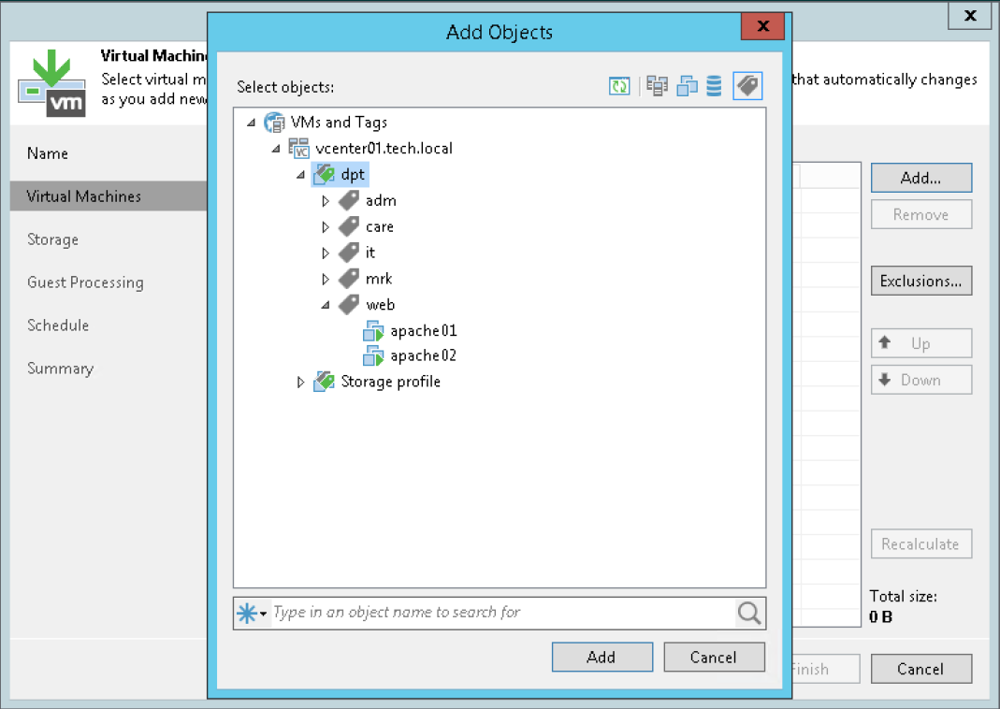 X
Add Objects
X
Virtual Machin
Select virtual m
as you add new
that automatically changes
vm
Name
Virtual Machines
Storage
Guest Processing
Schedule
Summary
Select objects:
VMs and Tags
VC
vcenter01.tech.local
dpt
adm
care
it
mrk
web
apache01
apache02
Storage profile
Type in an object name to search for
Add
Cancel
Add...
Remove
Exclusions...
Up
Down
Recalculate
Total size:
0 B
Finish
Cancel